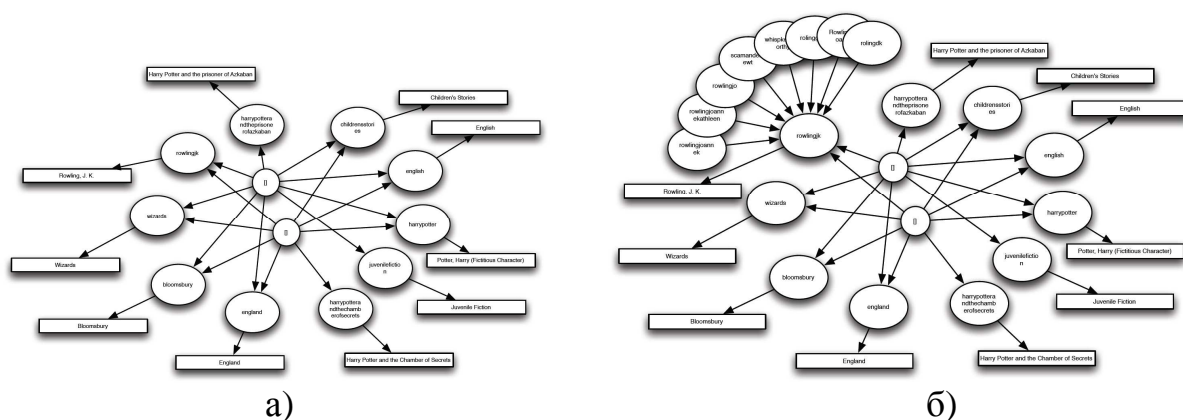 Harry Potter and the prisoner of Azkaban
Children's Stories
English
harrypottera
ndtheprisone
rofazkaban
childrensstori
es
rowlingjk
english
Rowling, J. K.
[]
wizards
harrypotter
[]
Wizards
Potter, Harry (Fictitious Character)
juvenilefictio
n
bloomsbury
harrypottera
ndthechamb
erofsecrets
england
Juvenile Fiction
Bloomsbury
England
Harry Potter and the Chamber of Secrets
а)
rolingdk
scamande
rowlingjo
rowlingjoann
ekathleen
rowlingjoann
ek
rowlingjk
Harry Potter and the prisoner of Azkaban
Children's Stories
harrypottera
ndtheprisone
rofazkaban
childrensstori
es
English
english
[]
Rowling, J. K.
wizards
harrypotter
[]
Wizards
Potter, Harry (Fictitious Character)
juvenilefictio
n
bloomsbury
harrypottera
ndthechamb
erofsecrets
england
Juvenile Fiction
Bloomsbury
England
Harry Potter and the Chamber of Secrets
б)